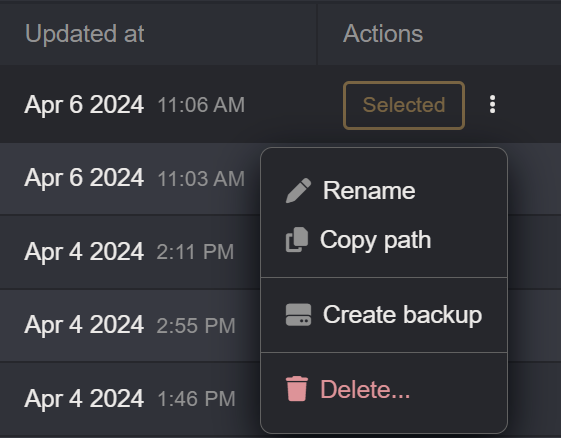 Updated at Actions
Apr 6 2024 11:06 AM Selected
Apr 6 2024 11:03 AM
Rename
Copy path
Apr 4 2024 2:11 PM
Create backup
Apr 4 2024 2:55 PM
Delete...
Apr 4 2024 1:46 PM